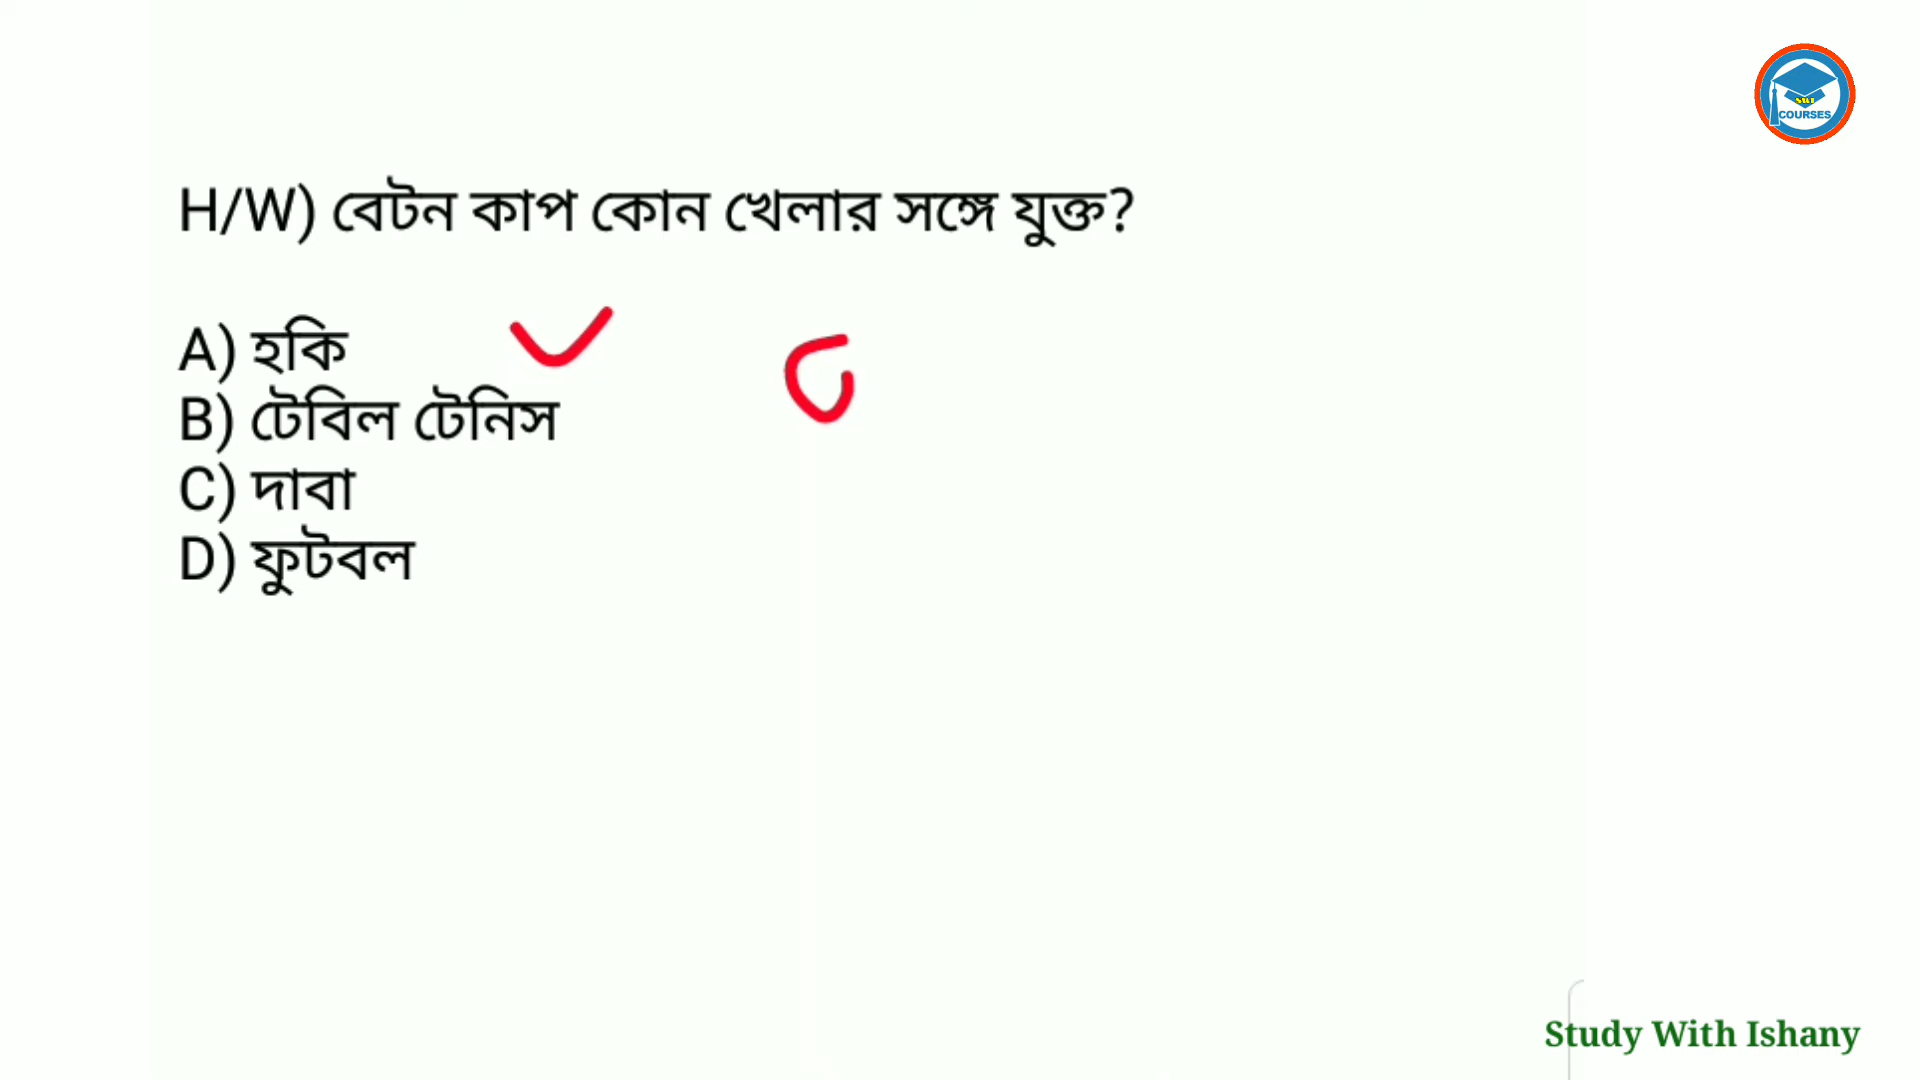 H/W) বেটন কাপ কোন খেলার সঙ্গে যুক্ত?
A) হকি
B) টেবিল টেনিস
C) দাবা
D) ফুটবল
COURSES
Study With Ishany